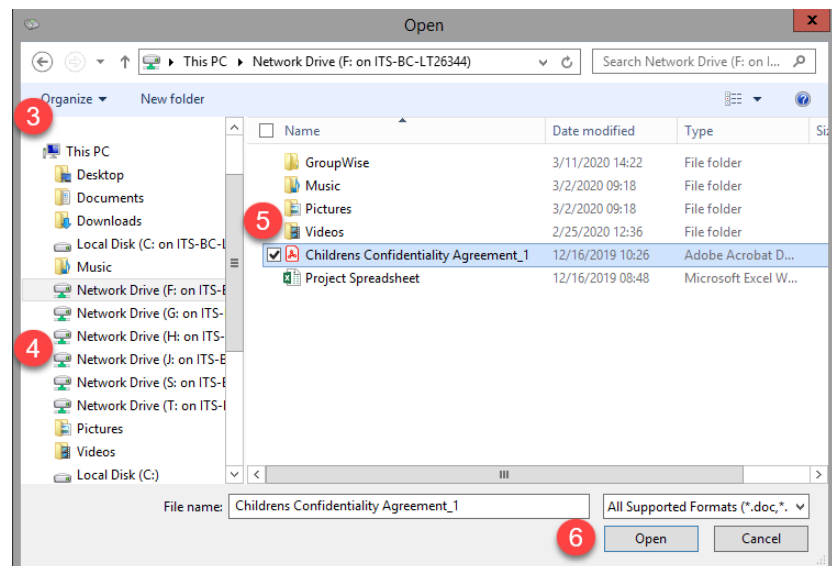 Open
x
This PC ▸ Network Drive (F: on ITS-BC-LT26344)
Search Network Drive (F: on I...
Organize
New folder
3
This PC
Desktop
Documents
Downloads
Local Disk (C: on ITS-BC-L
Music
Network Drive (F: on ITS-E
Network Drive (G: on ITS-
Network Drive (H: on ITS-
4
Network Drive (J: on ITS-E
Network Drive (S: on ITS-E
Network Drive (T: on ITS-I
Pictures
Videos
Local Disk (C:)
Name Date modified Type Siz
GroupWise 3/11/2020 14:22 File folder
Music 3/2/2020 09:18 File folder
Pictures 3/2/2020 09:18 File folder
5
Videos 2/25/2020 12:36 File folder
Childrens Confidentiality Agreement_1 12/16/2019 10:26 Adobe Acrobat D...
Project Spreadsheet 12/16/2019 08:48 Microsoft Excel W...
File name: Childrens Confidentiality Agreement_1
All Supported Formats (*.doc,*.
6
Open
Cancel